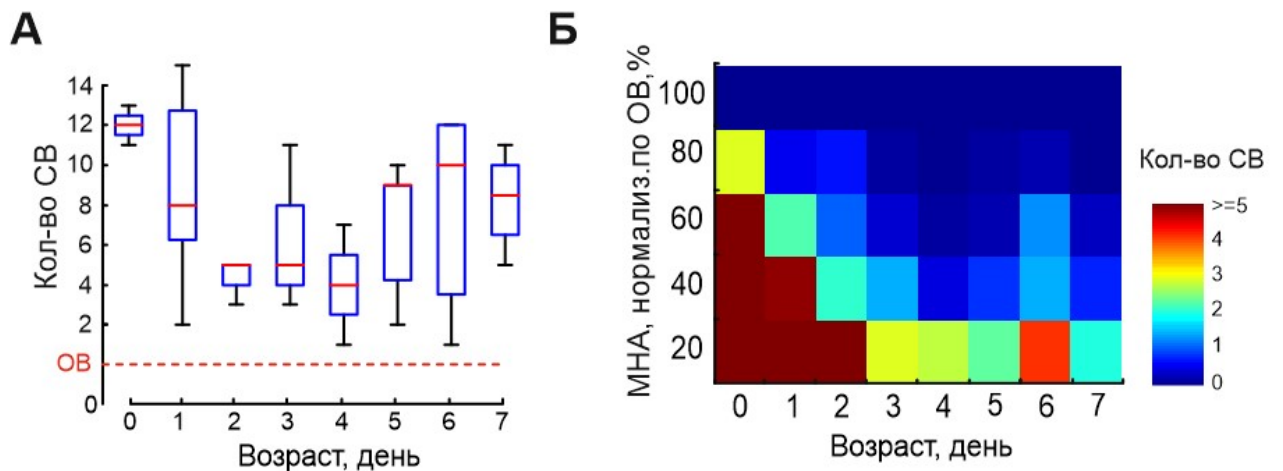 А
Кол-во СВ
14
12
10
8
6
4
2
ОВ
0
0 1 2 3 4 5 6 7
Возраст, день
Б
МНА, нормализ.по ОВ,%
100
80
60
40
20
0 1 2 3 4 5 6 7
Возраст, день
Кол-во СВ
>=5
4
3
2
1
0